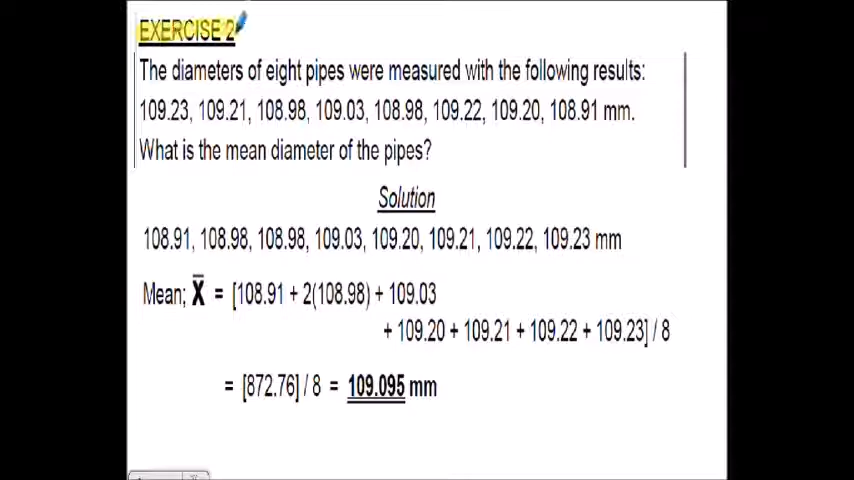 EXERCISE 2
The diameters of eight pipes were measured with the following results:
109.23, 109.21, 108.98, 109.03, 108.98, 109.22, 109.20, 108.91 mm.
What is the mean diameter of the pipes?
Solution
108.91, 108.98, 108.98, 109.03, 109.20, 109.21, 109.22, 109.23 mm
Mean; X̅ = [108.91 + 2(108.98) + 109.03
+ 109.20 + 109.21 + 109.22 + 109.23] / 8
= [872.76] / 8 = 109.095 mm